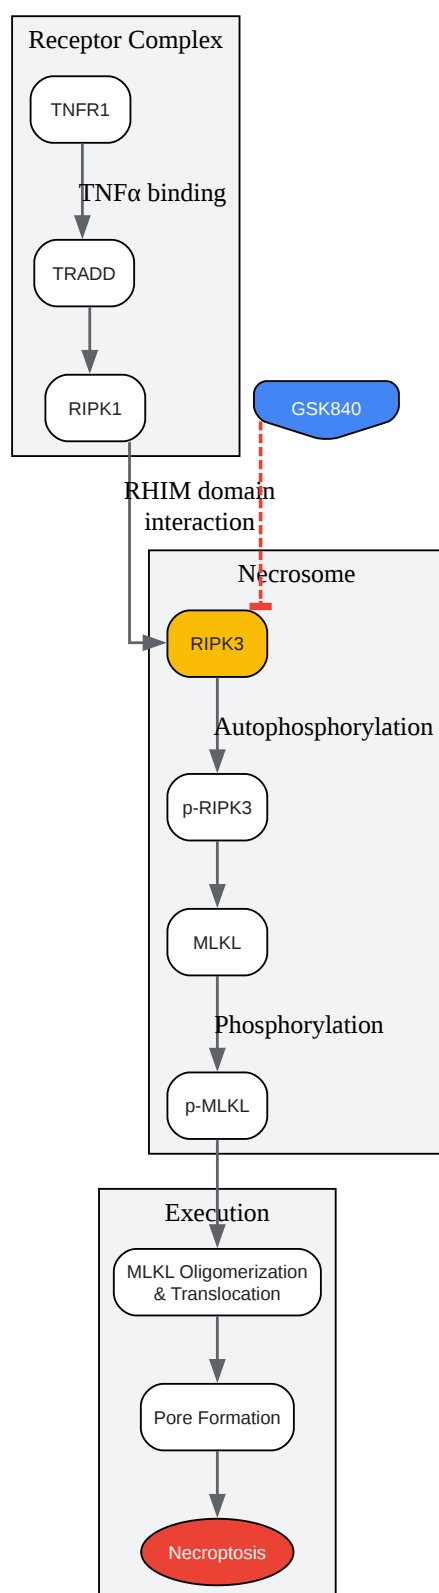 Receptor Complex
TNFR1
TNFα binding
TRADD
RIPK1
GSK840
RHIM domain
interaction
Necrosome
RIPK3
Autophosphorylation
p-RIPK3
MLKL
Phosphorylation
p-MLKL
Execution
MLKL Oligomerization
& Translocation
Pore Formation
Necroptosis